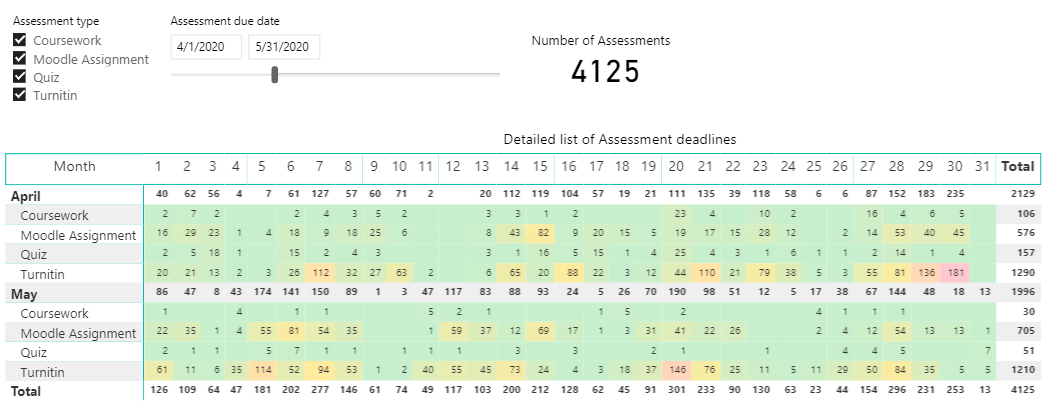 Assessment type Assessment due date
Coursework 4/1/2020 5/31/2020 Number of Assessments
Moodle Assignment 4125
Quiz
Turnitin
Detailed list of Assessment deadlines
Month 1 2 3 4 5 6 7 8 9 10 11 12 13 14 15 16 17 18 19 20 21 22 23 24 25 26 27 28 29 30 31 Total
April 40 62 56 4 7 61 127 57 60 71 2 20 112 119 104 57 19 21 111 135 39 118 58 6 6 87 152 183 235 2129
Coursework 2 7 2 2 4 3 5 2 3 3 1 2 23 4 10 2 16 4 6 5 106
Moodle Assignment 16 29 23 1 4 18 9 18 25 6 8 43 82 9 20 15 5 19 17 15 28 12 2 14 53 40 45 576
Quiz 2 5 18 1 15 2 4 3 3 1 16 5 15 1 4 25 4 3 1 6 1 1 2 14 1 4 157
Turnitin 20 21 13 2 3 26 112 32 27 63 2 6 65 20 88 22 3 12 44 110 21 79 38 5 3 55 81 136 181 1290
May 86 47 8 43 174 141 150 89 1 3 47 117 83 88 93 24 5 26 70 190 98 51 12 5 17 38 67 144 48 18 13 1996
Coursework 1 4 1 1 5 2 1 1 5 2 4 1 1 1 30
Moodle Assignment 22 35 1 4 55 81 54 35 1 59 37 12 69 17 1 3 31 41 22 26 2 4 12 54 13 13 1 705
Quiz 2 1 1 5 7 1 1 1 1 1 3 3 2 1 1 4 4 5 7 51
Turnitin 61 11 6 35 114 52 94 53 1 2 40 55 45 73 24 4 3 18 37 146 76 25 11 5 11 29 50 84 35 5 5 1210
Total 126 109 64 47 181 202 277 146 61 74 49 117 103 200 212 128 62 45 91 301 233 90 130 63 23 44 154 296 231 253 13 4125